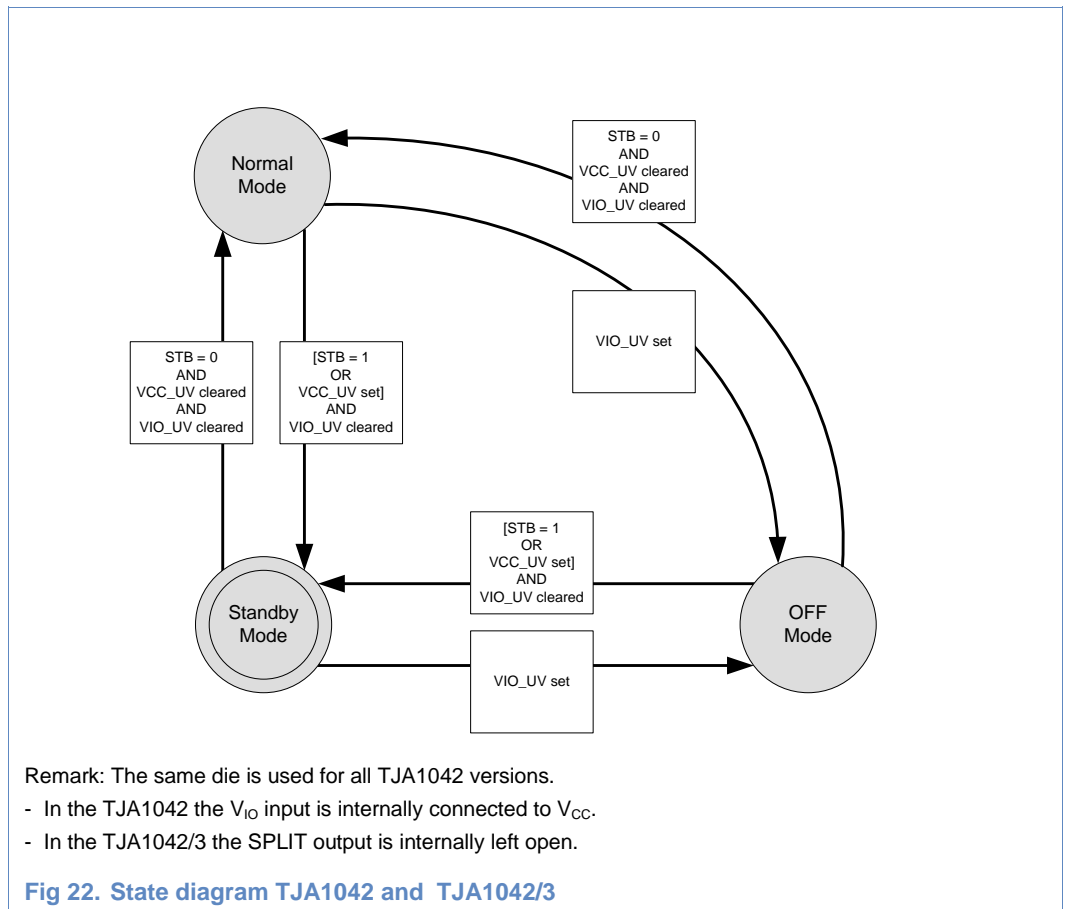 Normal
Mode
STB = 0
AND
VCC_UV cleared
AND
VIO_UV cleared
VIO_UV set
STB = 0
AND
VCC_UV cleared
AND
VIO_UV cleared
[STB = 1
OR
VCC_UV set]
AND
VIO_UV cleared
[STB = 1
OR
VCC_UV set]
AND
VIO_UV cleared
Standby
Mode
OFF
Mode
VIO_UV set
Remark: The same die is used for all TJA1042 versions.
- In the TJA1042 the VIO input is internally connected to VCC.
- In the TJA1042/3 the SPLIT output is internally left open.
Fig 22. State diagram TJA1042 and TJA1042/3